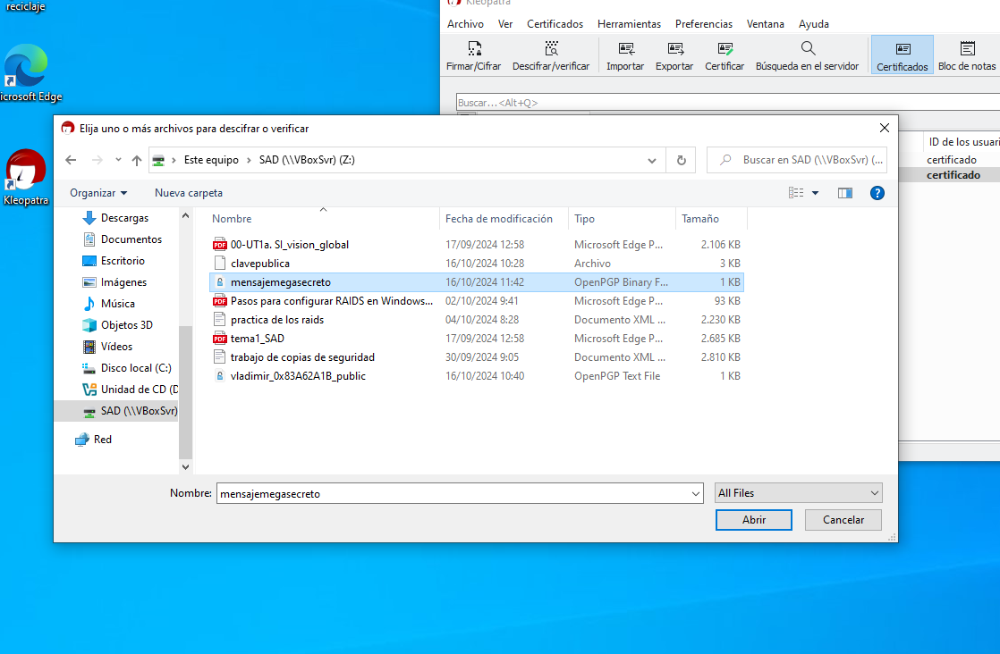 reciclaje
Microsoft Edge
Kleopatra
Kleopatra
Archivo Ver Certificados Herramientas Preferencias Ventana Ayuda
Firmar/Cifrar Descifrar/verificar Importar Exportar Certificar Búsqueda en el servidor Certificados Bloc de notas
Buscar... <Alt+Q>
ID de los usuari
certificado
certificado
Elija uno o más archivos para descifrar o verificar
Este equipo > SAD (\\VBoxSvr) (Z:)
Buscar en SAD (\\VBoxSvr) (...
Organizar Nueva carpeta
Descargas
Documentos
Escritorio
Imágenes
Música
Objetos 3D
Vídeos
Disco local (C:)
Unidad de CD (D
SAD (\\VBoxSvr)
Red
Nombre Fecha de modificación Tipo Tamaño
PDF 00-UT1a. SI_vision_global 17/09/2024 12:58 Microsoft Edge P... 2.106 KB
clavepublica 16/10/2024 10:28 Archivo 3 KB
mensajemegasecreto 16/10/2024 11:42 OpenPGP Binary F... 1 KB
PDF Pasos para configurar RAIDS en Windows... 02/10/2024 9:41 Microsoft Edge P... 93 KB
practica de los raids 04/10/2024 8:28 Documento XML ... 2.230 KB
PDF tema1_SAD 17/09/2024 12:58 Microsoft Edge P... 2.685 KB
trabajo de copias de seguridad 30/09/2024 9:05 Documento XML ... 2.810 KB
vladimir_0x83A62A1B_public 16/10/2024 10:40 OpenPGP Text File 1 KB
Nombre: mensajemegasecreto All Files
Abrir Cancelar